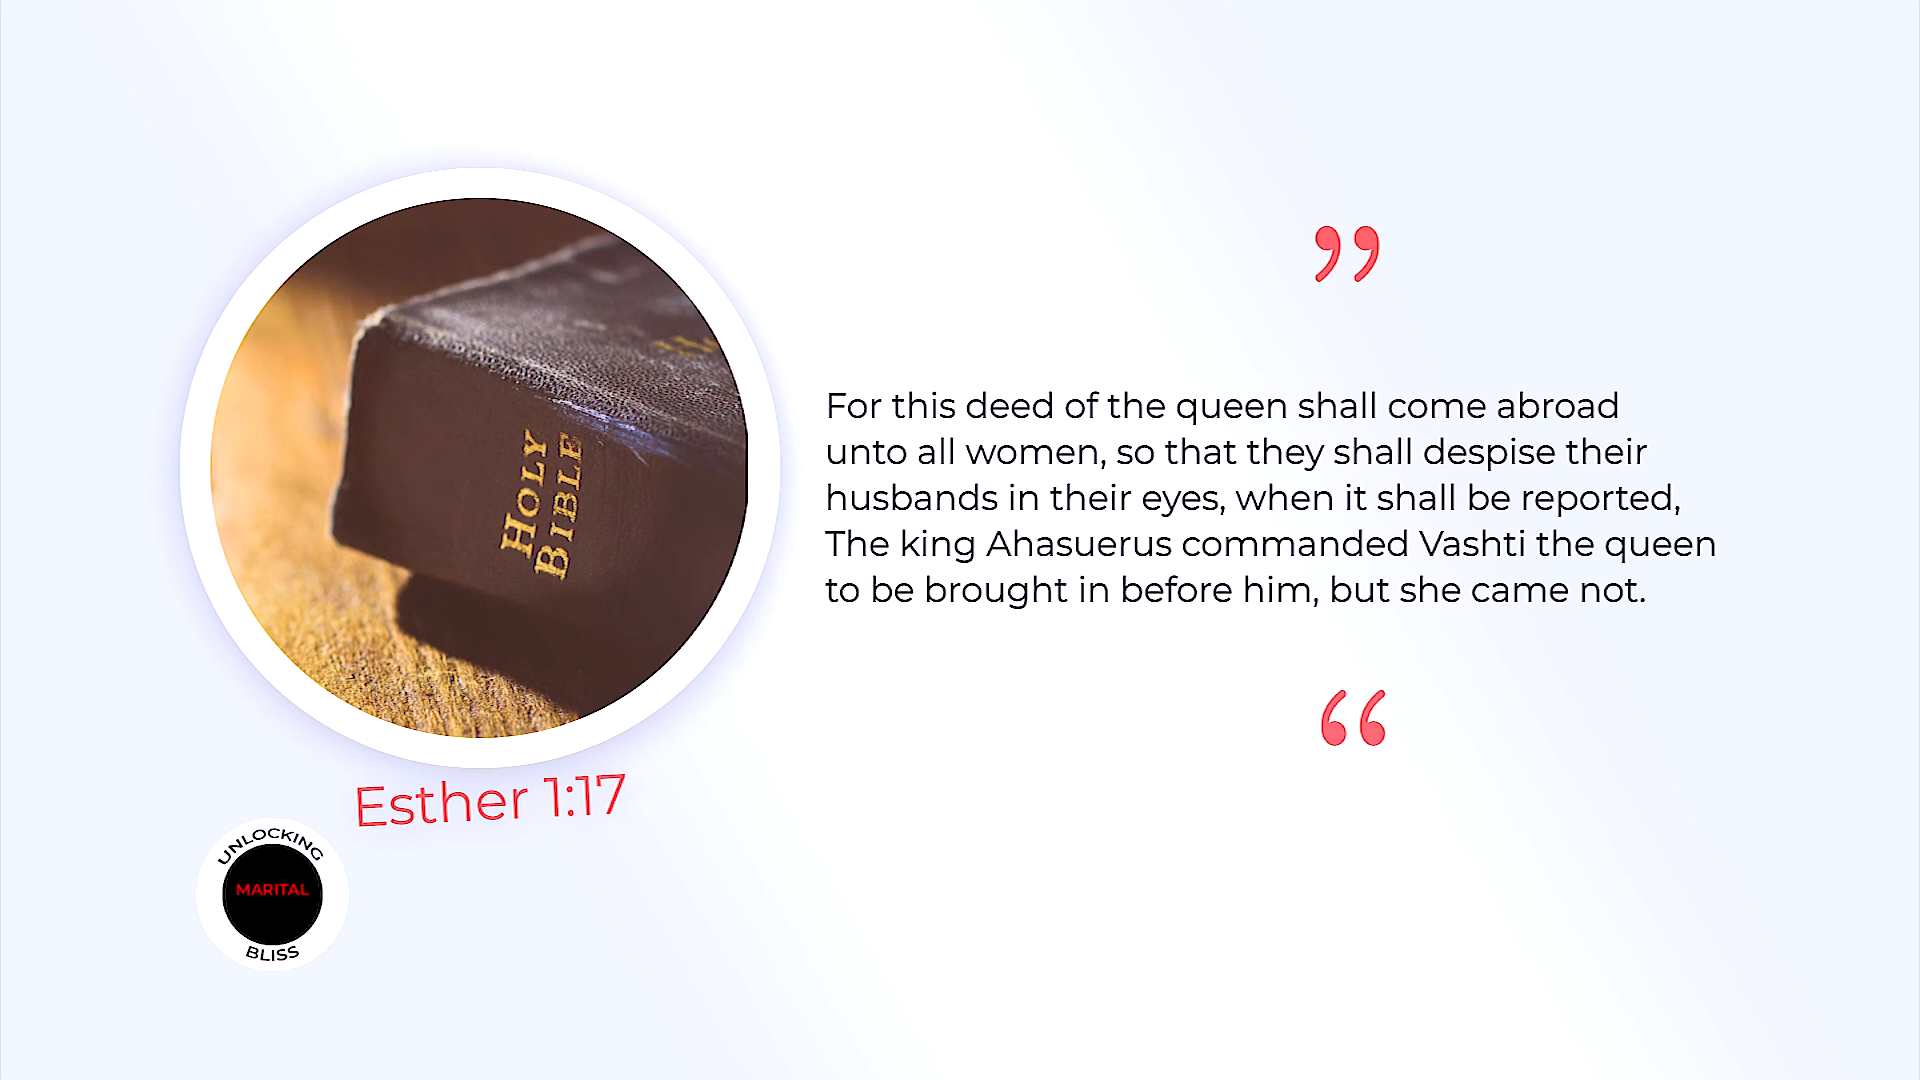 ”
For this deed of the queen shall come abroad
unto all women, so that they shall despise their
husbands in their eyes, when it shall be reported,
The king Ahasuerus commanded Vashti the queen
to be brought in before him, but she came not.
“
HOLY
BIBLE
Esther 1:17
UNLOCKING
MARITAL
BLISS